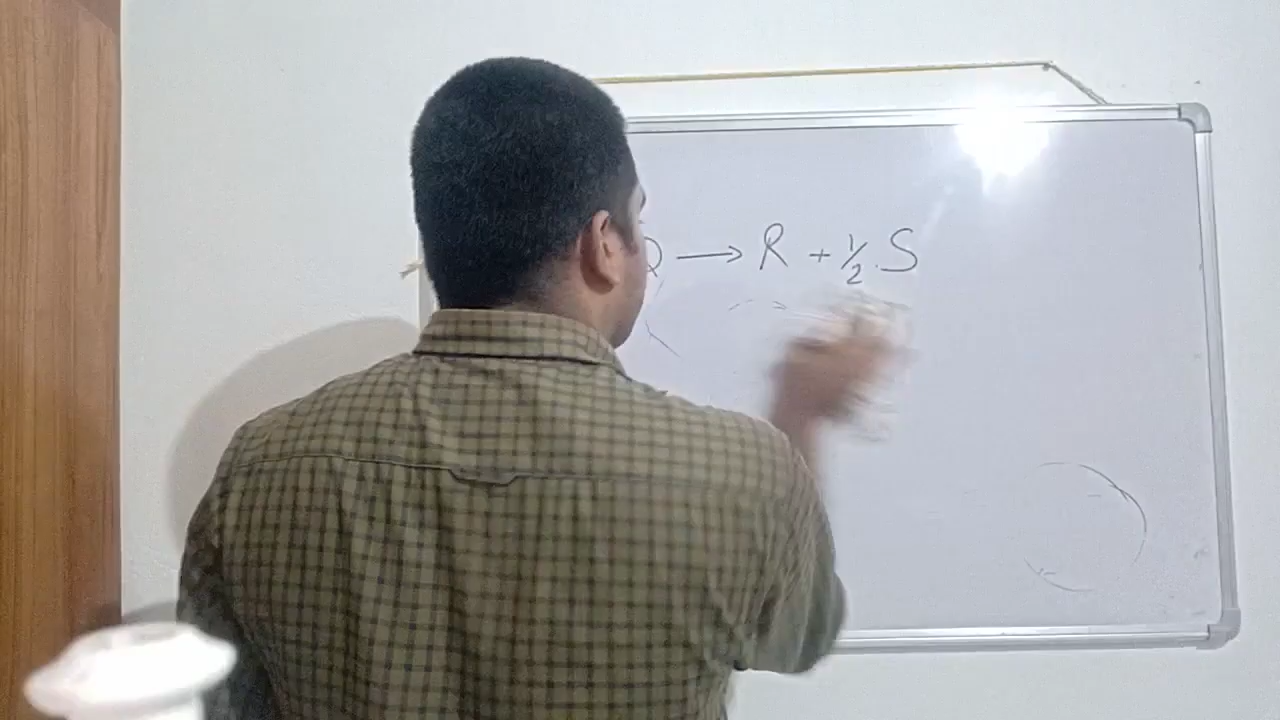 Q → R + 1/2 S